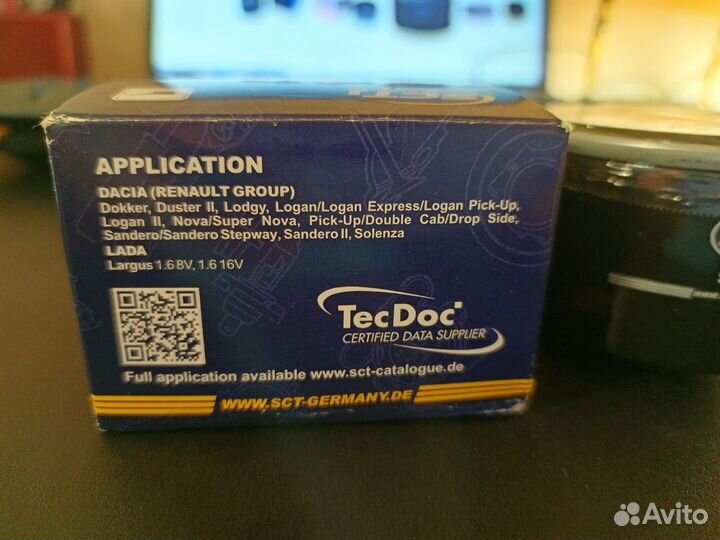 APPLICATION
DACIA (RENAULT GROUP)
Dokker, Duster II, Lodgy, Logan/Logan Express/Logan Pick-Up,
Logan II, Nova/Super Nova, Pick-Up/Double Cab/Drop Side,
Sandero/Sandero Stepway, Sandero II, Solenza
LADA
Largus 1.6 8V, 1.6 16V
TecDoc
CERTIFIED DATA SUPPLIER
Full application available www.sct-catalogue.de
WWW.SCT-GERMANY.DE
Avito